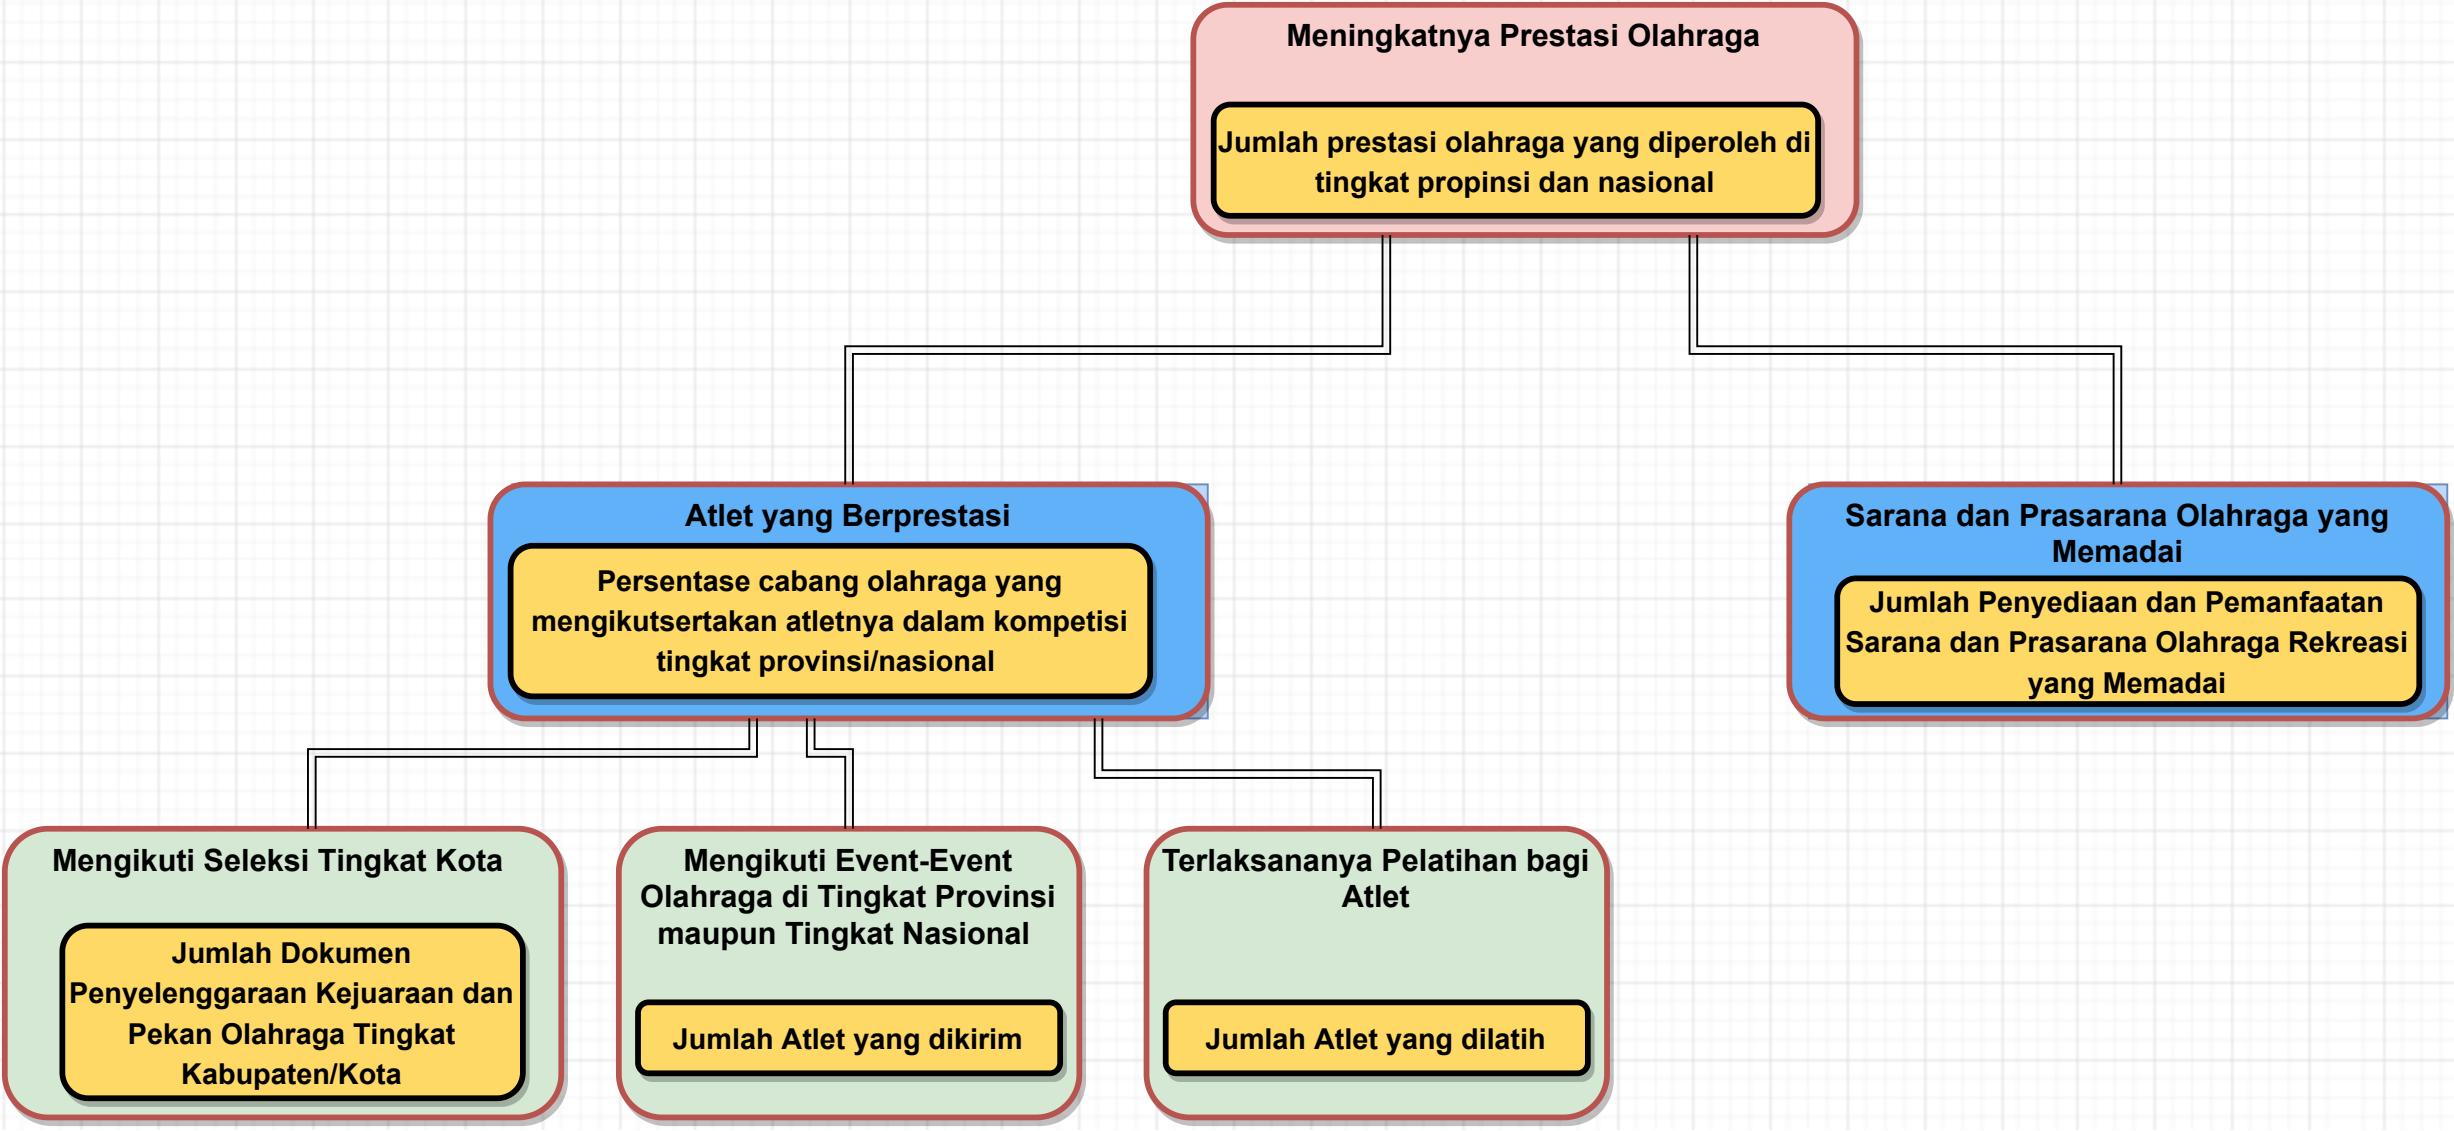 Meningkatnya Prestasi Olahraga
Jumlah prestasi olahraga yang diperoleh di
tingkat propinsi dan nasional
Atlet yang Berprestasi
Persentase cabang olahraga yang
mengikutsertakan atletnya dalam kompetisi
tingkat provinsi/nasional
Sarana dan Prasarana Olahraga yang
Memadai
Jumlah Penyediaan dan Pemanfaatan
Sarana dan Prasarana Olahraga Rekreasi
yang Memadai
Mengikuti Seleksi Tingkat Kota
Jumlah Dokumen
Penyelenggaraan Kejuaraan dan
Pekan Olahraga Tingkat
Kabupaten/Kota
Mengikuti Event-Event
Olahraga di Tingkat Provinsi
maupun Tingkat Nasional
Jumlah Atlet yang dikirim
Terlaksananya Pelatihan bagi
Atlet
Jumlah Atlet yang dilatih